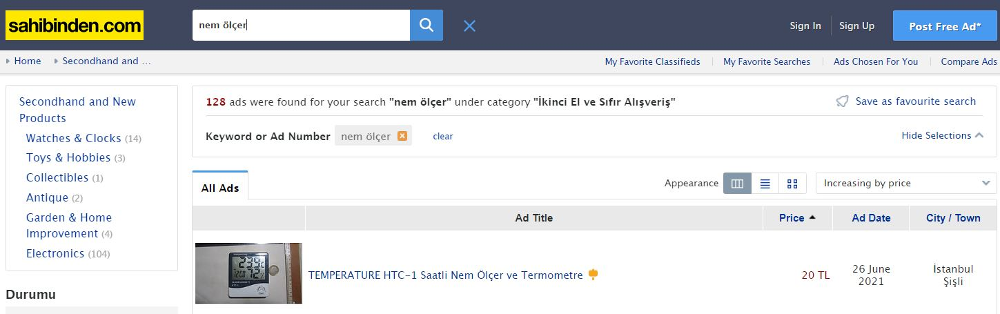 sahibinden.com
nem ölçer
Sign In
Sign Up
Post Free Ad*
Home
Secondhand and ...
My Favorite Classifieds
My Favorite Searches
Ads Chosen For You
Compare Ads
Secondhand and New
Products
Watches & Clocks (14)
Toys & Hobbies (3)
Collectibles (1)
Antique (2)
Garden & Home
Improvement (4)
Electronics (104)
Durumu
128 ads were found for your search "nem ölçer" under category "İkinci El ve Sıfır Alışveriş"
Save as favourite search
Keyword or Ad Number
nem ölçer
clear
Hide Selections
All Ads
Appearance
Increasing by price
Ad Title
Price
Ad Date
City / Town
TEMPERATURE HTC-1 Saatli Nem Ölçer ve Termometre
20 TL
26 June
2021
İstanbul
Şişli